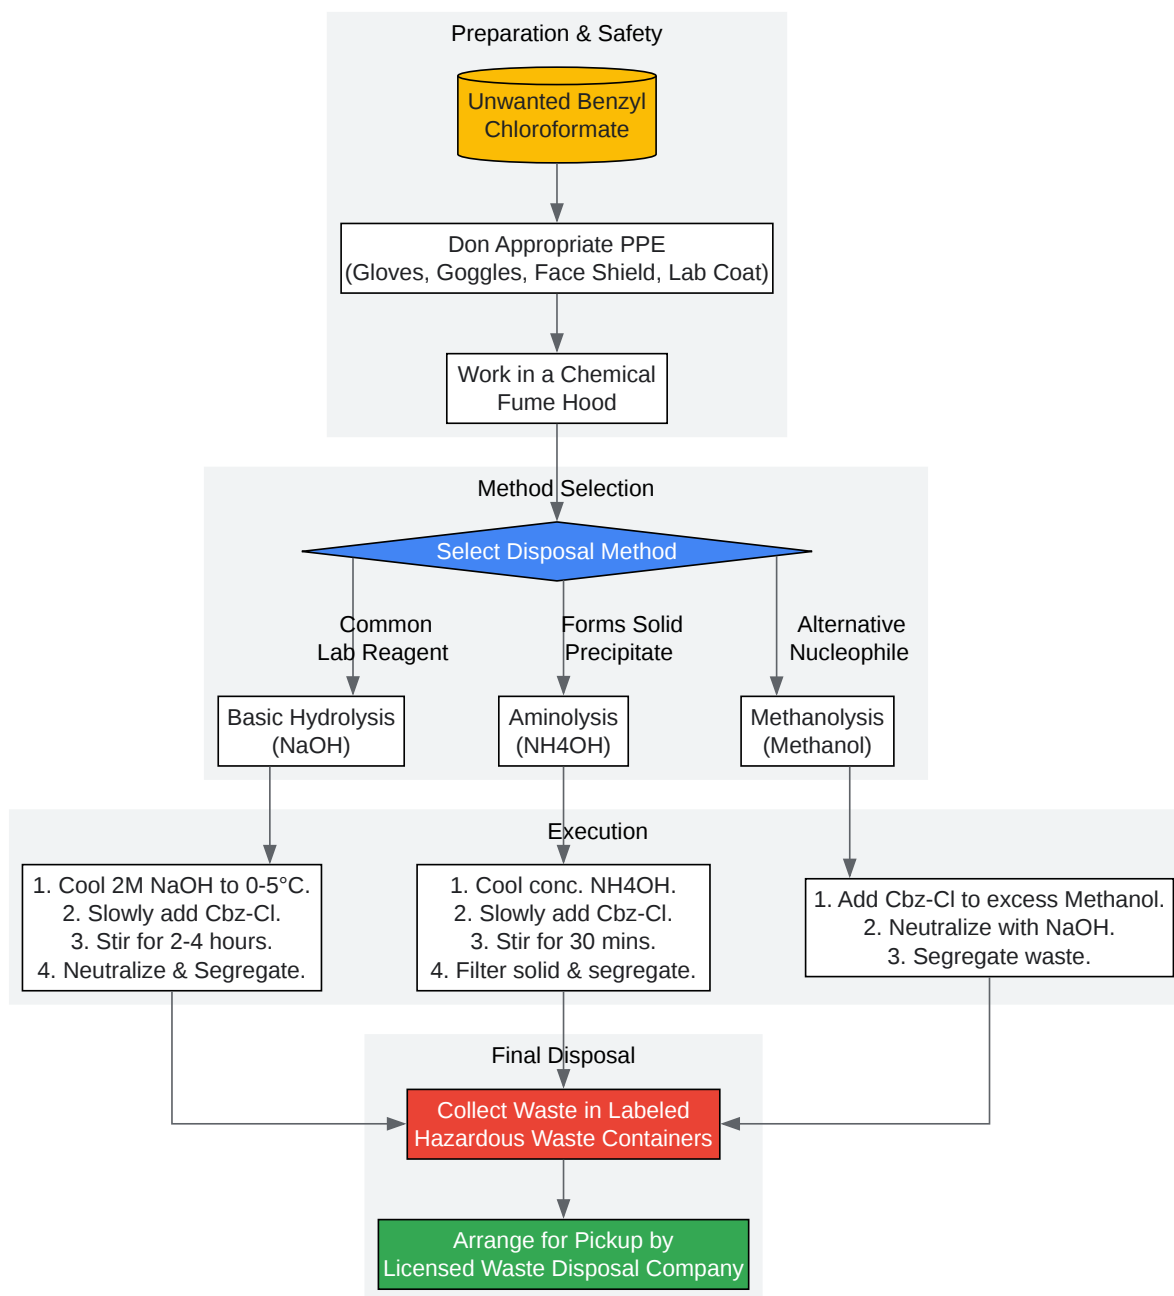 Preparation & Safety
Unwanted Benzyl
Chloroformate
Don Appropriate PPE
(Gloves, Goggles, Face Shield, Lab Coat)
Work in a Chemical
Fume Hood
Method Selection
Select Disposal Method
Common
Lab Reagent
Forms Solid
Precipitate
Alternative
Nucleophile
Basic Hydrolysis
(NaOH)
Aminolysis
(NH4OH)
Methanolysis
(Methanol)
Execution
1. Cool 2M NaOH to 0-5°C.
2. Slowly add Cbz-Cl.
3. Stir for 2-4 hours.
4. Neutralize & Segregate.
1. Cool conc. NH4OH.
2. Slowly add Cbz-Cl.
3. Stir for 30 mins.
4. Filter solid & segregate.
1. Add Cbz-Cl to excess Methanol.
2. Neutralize with NaOH.
3. Segregate waste.
Final Disposal
Collect Waste in Labeled
Hazardous Waste Containers
Arrange for Pickup by
Licensed Waste Disposal Company